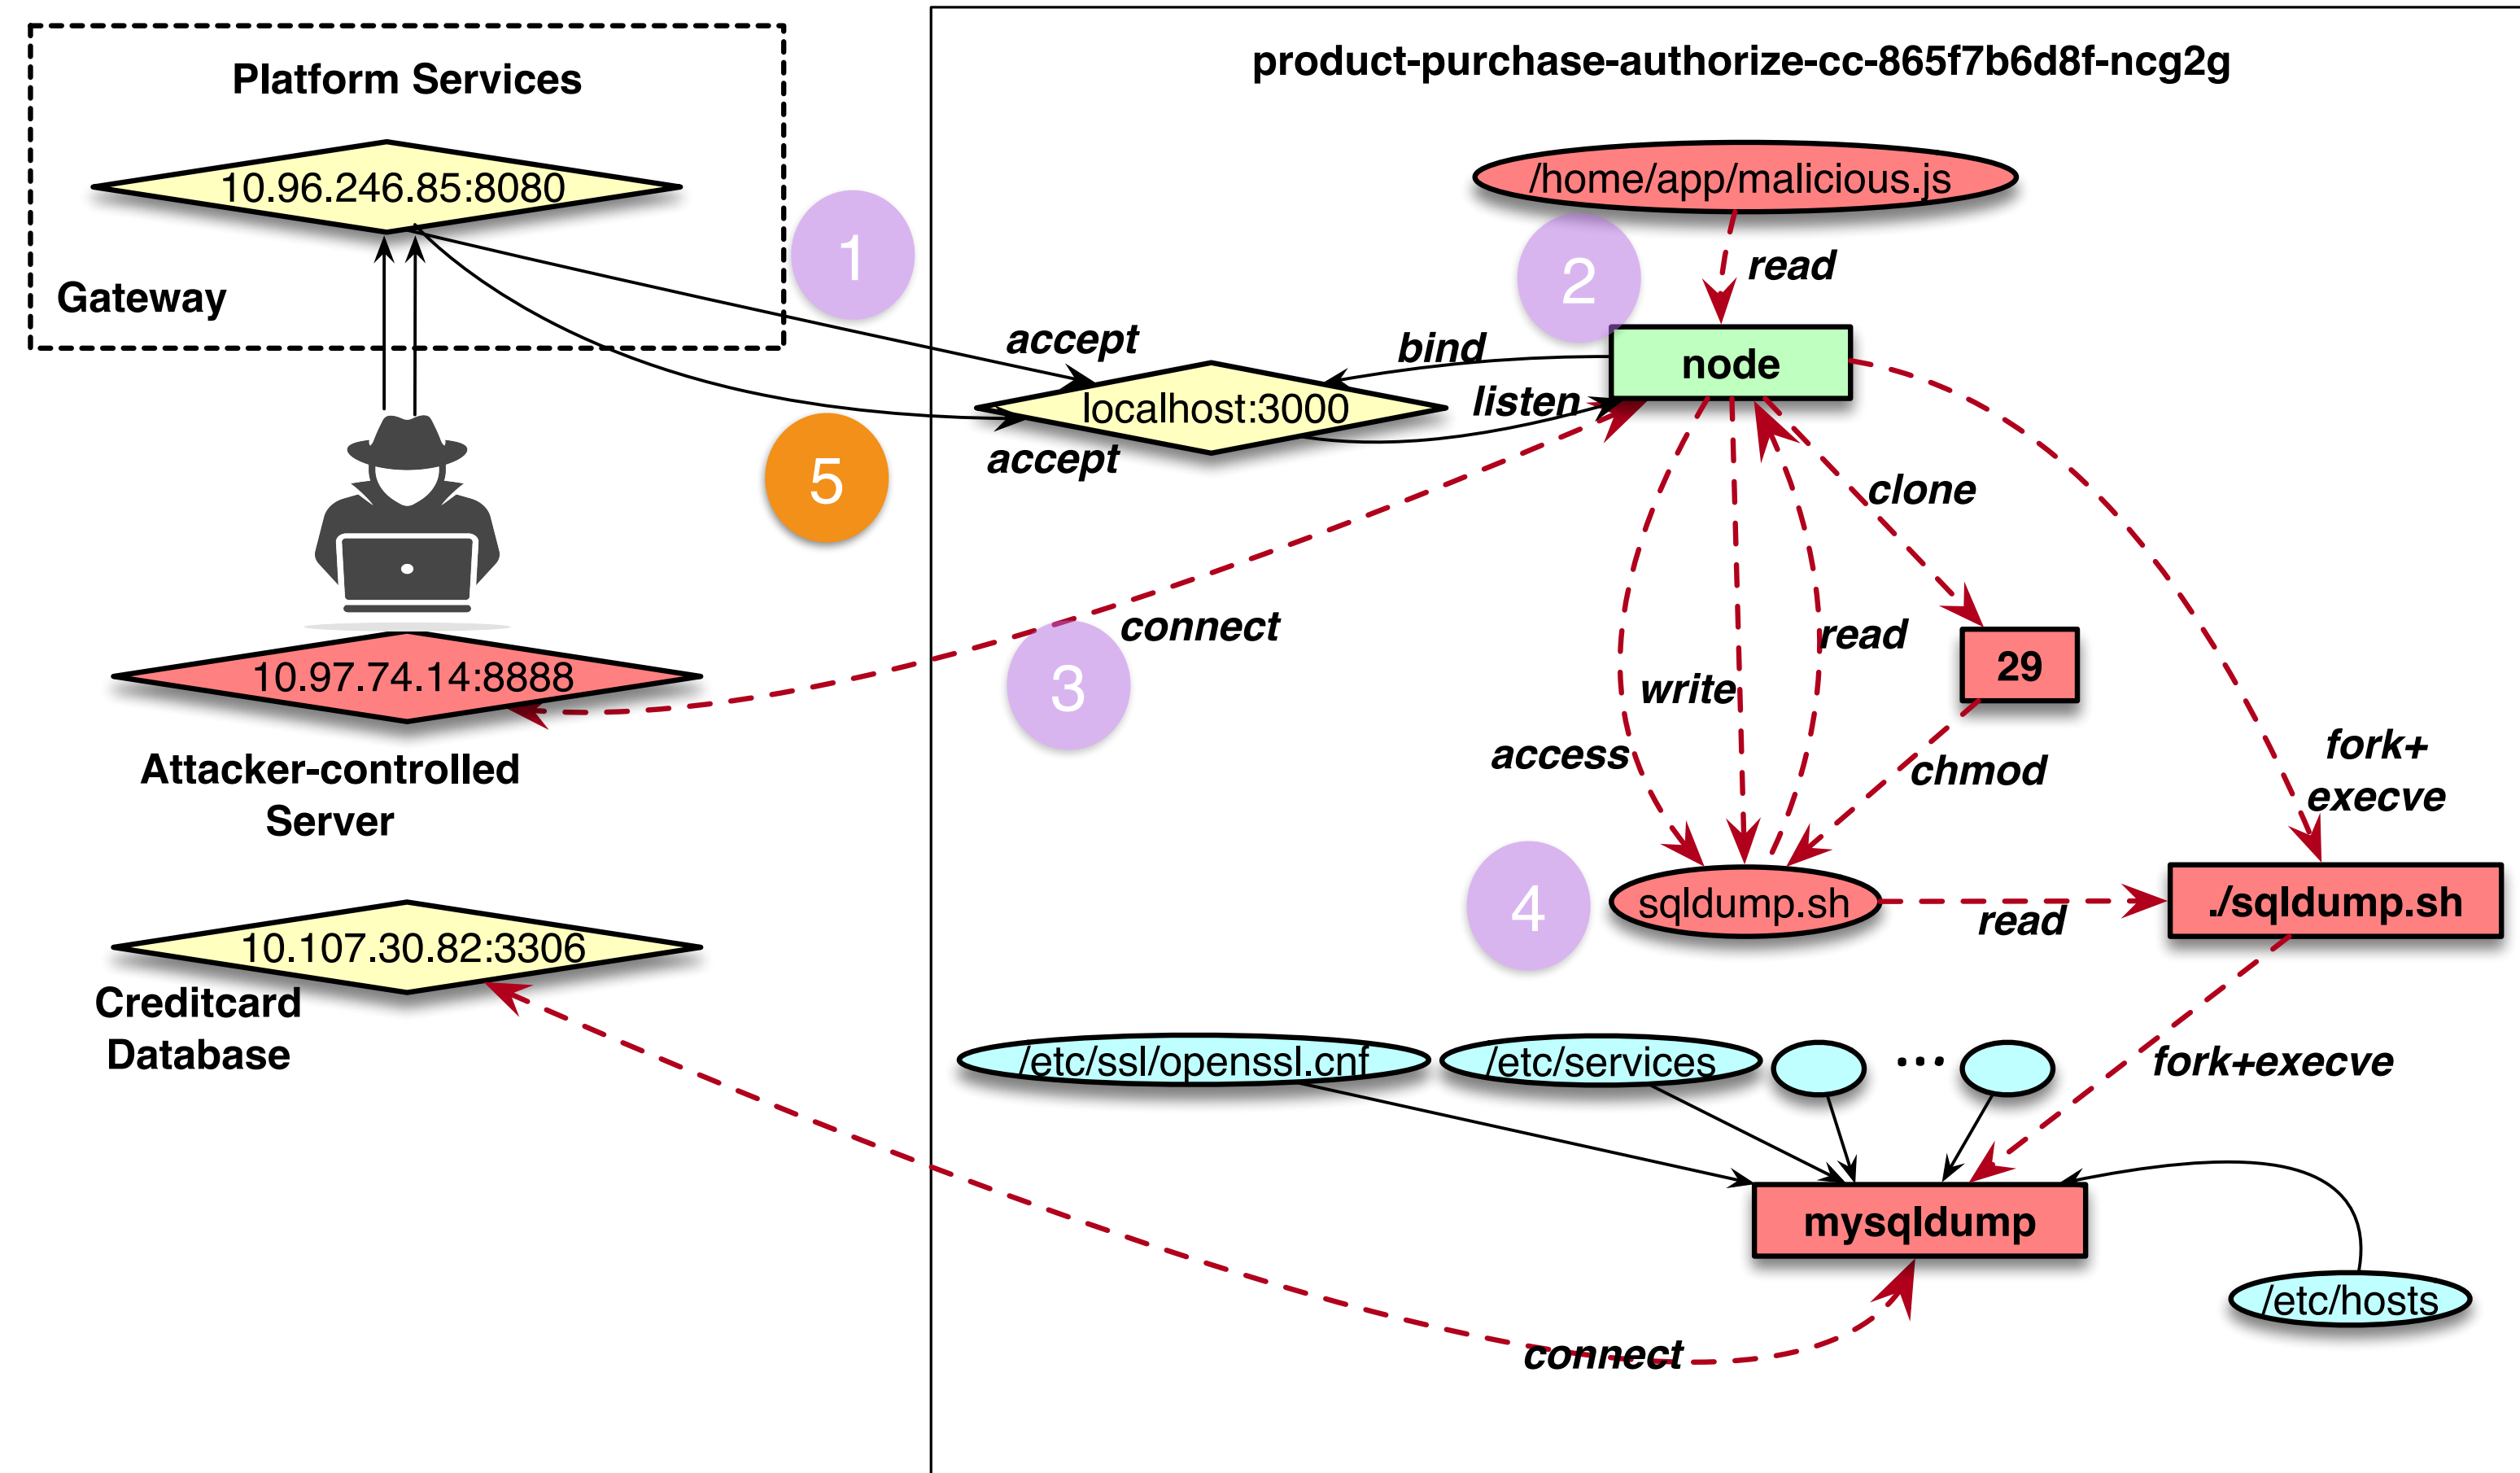 product-purchase-authorize-cc-865f7b6d8f-ncg2g
Platform Services
10.96.246.85:8080
Gateway
1
/home/app/malicious.js
2
read
accept
bind
node
localhost:3000
listen
accept
5
clone
connect
read
29
10.97.74.14:8888
3
write
Attacker-controlled
Server
access
chmod
fork+
execve
4
sqldump.sh
read
./sqldump.sh
10.107.30.82:3306
Creditcard
Database
/etc/ssl/openssl.cnf
/etc/services
...
fork+execve
mysqldump
/etc/hosts
connect